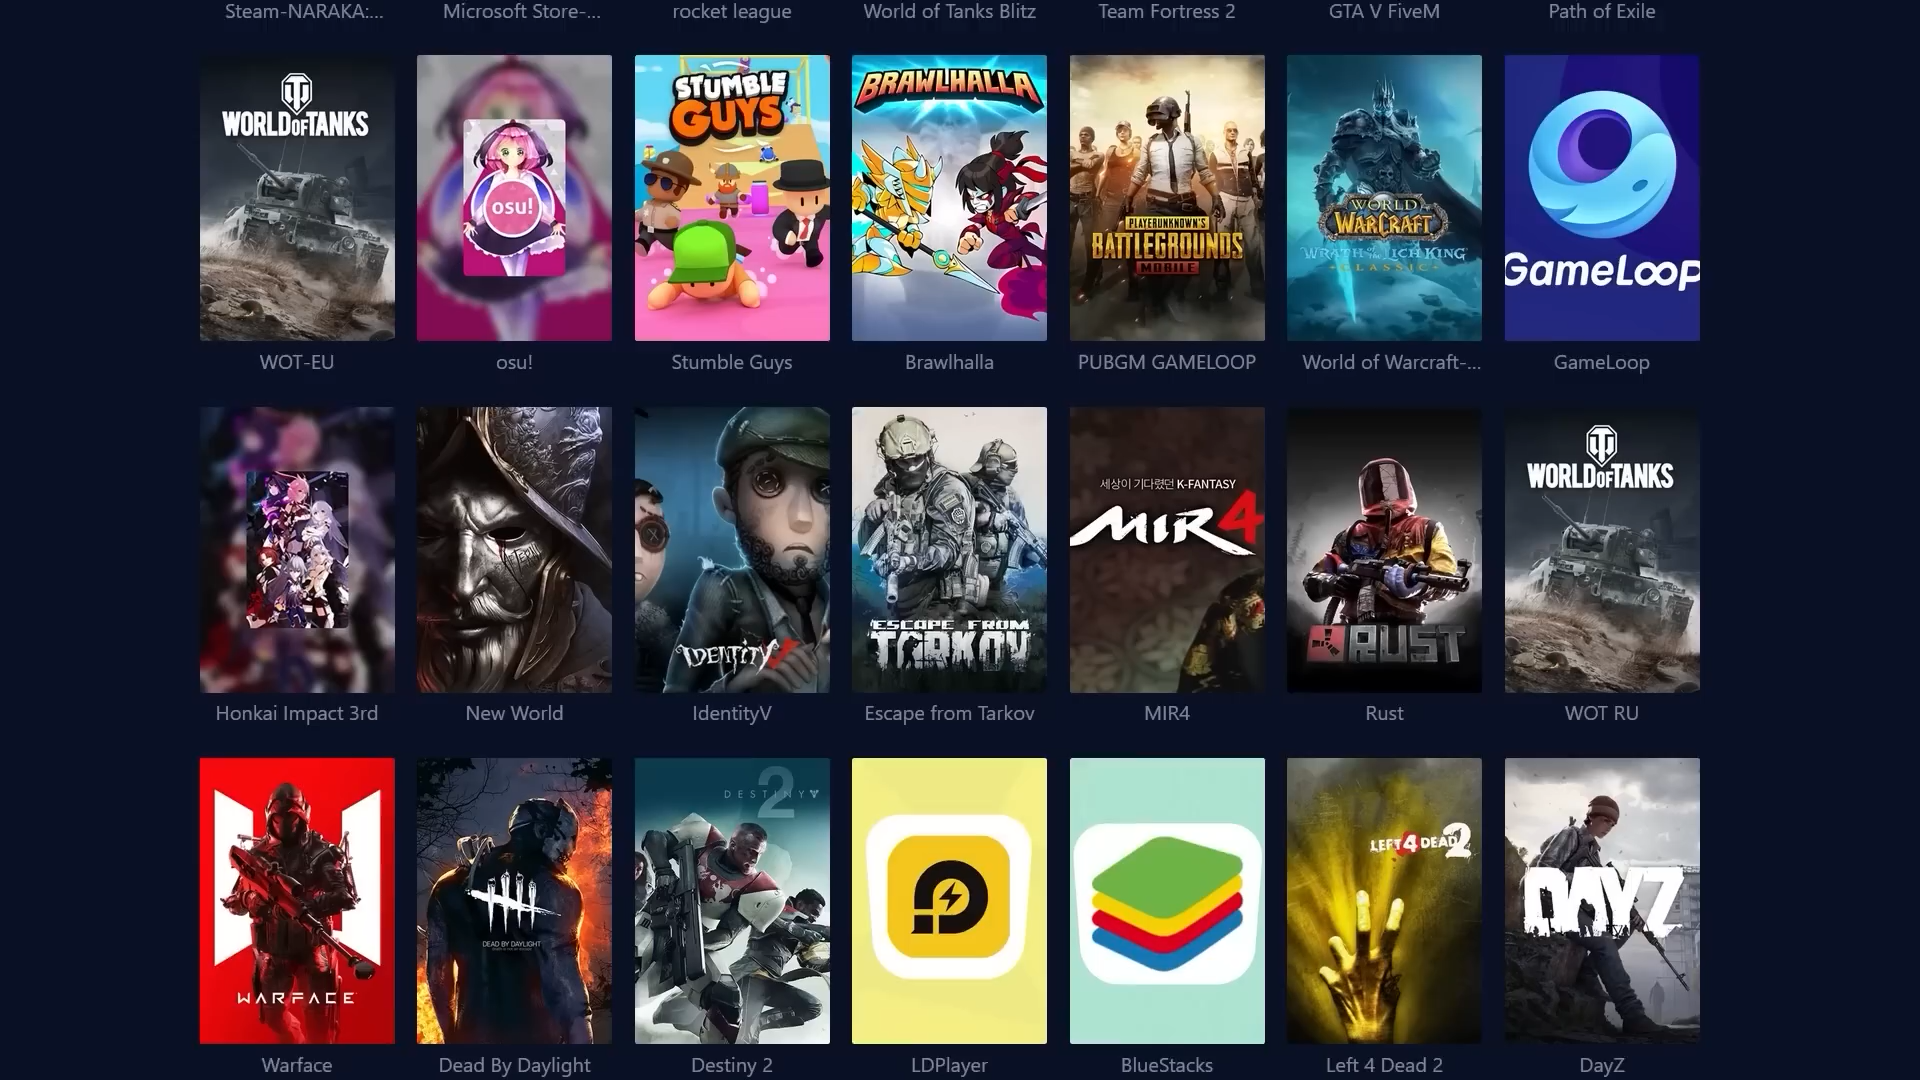 Steam-NARAKA:...
Microsoft Store-...
rocket league
World of Tanks Blitz
Team Fortress 2
GTA V FiveM
Path of Exile
WORLD OF TANKS
osu!
STUMBLE
GUYS
BRAWLHALLA
PLAYERUNKNOWN'S
BATTLEGROUNDS
MOBILE
WORLD
OF
WARCRAFT
WRATH OF THE LICH KING
CLASSIC
GameLoop
WOT-EU
osu!
Stumble Guys
Brawlhalla
PUBGM GAMELOOP
World of Warcraft-...
GameLoop
IDENTITY V
ESCAPE FROM
TARKOV
세상이 기다렸던 K-FANTASY
MIR4
RUST
WORLD OF TANKS
Honkai Impact 3rd
New World
IdentityV
Escape from Tarkov
MIR4
Rust
WOT RU
WARFACE
DEAD BY DAYLIGHT
DESTINY 2
LEFT 4 DEAD 2
DAYZ
Warface
Dead By Daylight
Destiny 2
LDPlayer
BlueStacks
Left 4 Dead 2
DayZ